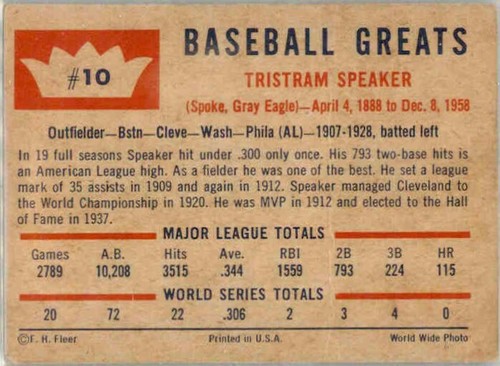 #10
BASEBALL GREATS
TRISTRAM SPEAKER
(Spoke, Gray Eagle)—April 4, 1888 to Dec. 8, 1958
Outfielder—Bstn—Cleve—Wash—Phila (AL)—1907-1928, batted left
In 19 full seasons Speaker hit under .300 only once. His 793 two-base hits is
an American League high. As a fielder he was one of the best. He set a league
mark of 35 assists in 1909 and again in 1912. Speaker managed Cleveland to
the World Championship in 1920. He was MVP in 1912 and elected to the Hall
of Fame in 1937.
MAJOR LEAGUE TOTALS
Games A.B. Hits Ave. RBI 2B 3B HR
2789 10,208 3515 .344 1559 793 224 115
WORLD SERIES TOTALS
20 72 22 .306 2 3 4 0
©F. H. Fleer Printed in U.S.A. World Wide Photo